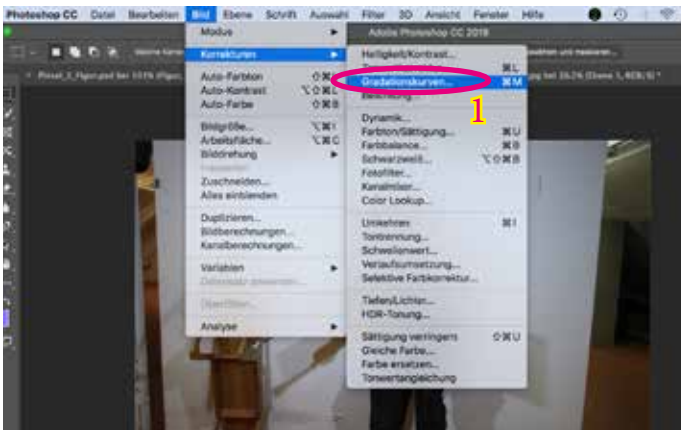 Photoshop CC Datei Bearbeiten Bild Ebene Schrift Auswahl Filter 3D Ansicht Fenster Hilfe
Adobe Photoshop CC 2019
Modus
Korrekturen
Auto-Farbton ⇧⌘L
Auto-Kontrast ⌥⇧⌘L
Auto-Farbe ⇧⌘B
Bildgröße... ⌥⌘I
Arbeitsfläche... ⌥⌘C
Bilddrehung
Zuschneiden...
Alles einblenden
Duplizieren...
Bildberechnungen...
Kanalberechnungen...
Variablen
Analyse
Helligkeit/Kontrast...
⌘L
Gradationskurven... ⌘M
1
Dynamik...
Farbton/Sättigung... ⌘U
Farbbalance... ⌘B
Schwarzweiß... ⌥⇧⌘B
Fotofilter...
Kanalmixer...
Color Lookup...
Umkehren ⌘I
Tontrennung...
Schwellenwert...
Verlaufsumsetzung...
Selektive Farbkorrektur...
Tiefen/Lichter...
HDR-Tonung...
Sättigung verringern ⇧⌘U
Gleiche Farbe...
Farbe ersetzen...
Tonwertangleichung